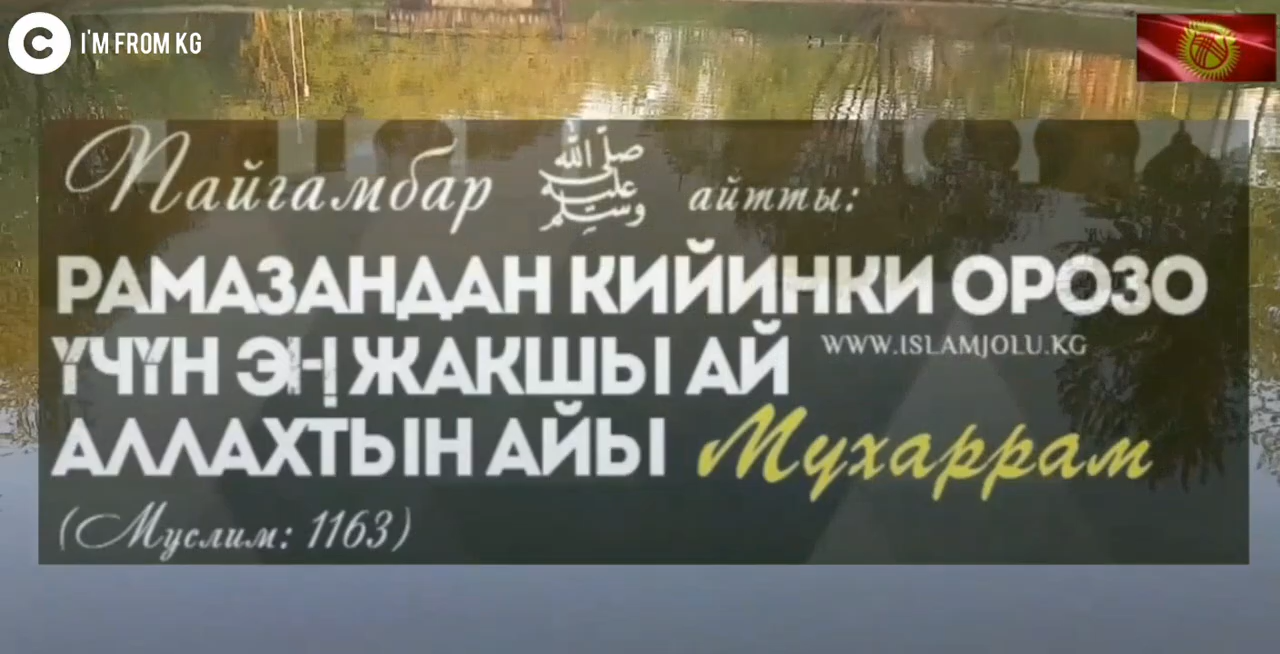 C I'M FROM KG
Пайгамбар ﷺ айтты:
РАМАЗАНДАН КИЙИНКИ ОРОЗО
ҮЧҮН ЭҢ ЖАКШЫ АЙ
WWW.ISLAMJOLU.KG
АЛЛАХТЫН АЙЫ Мухаррам
(Муслим: 1163)